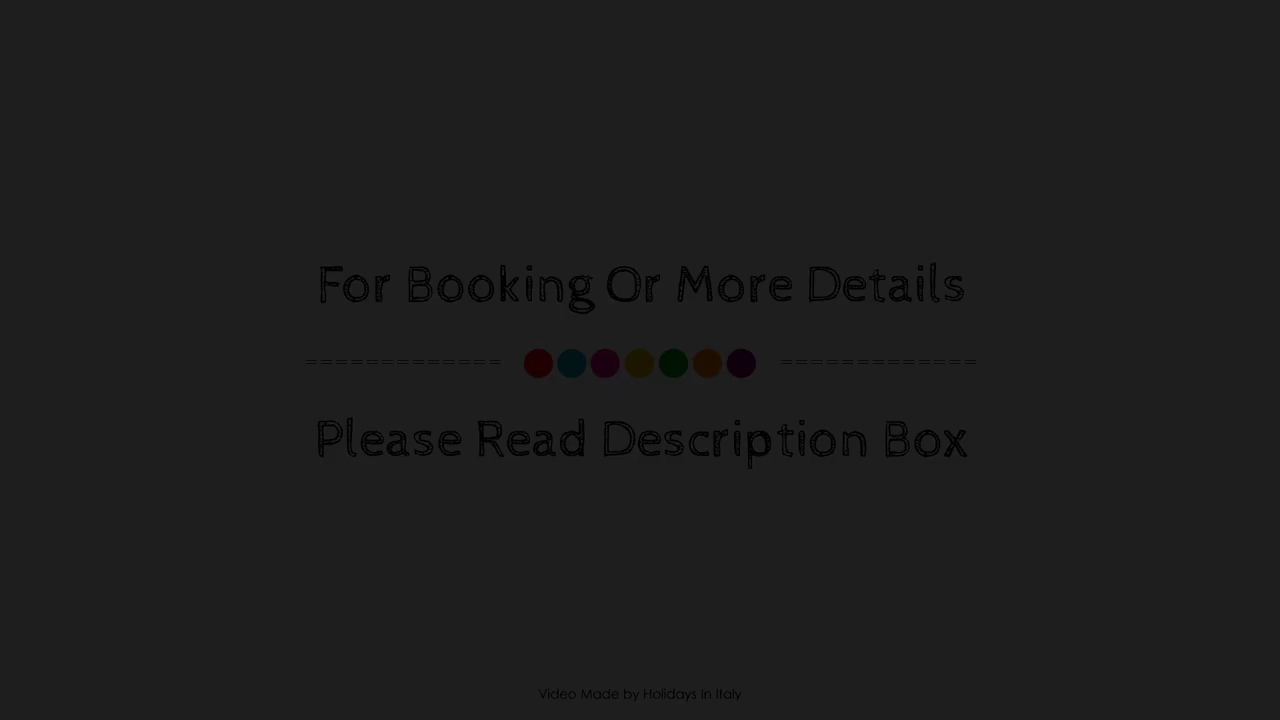 For Booking Or More Details
============= =============
Please Read Description Box
Video Made by Holidays In Italy